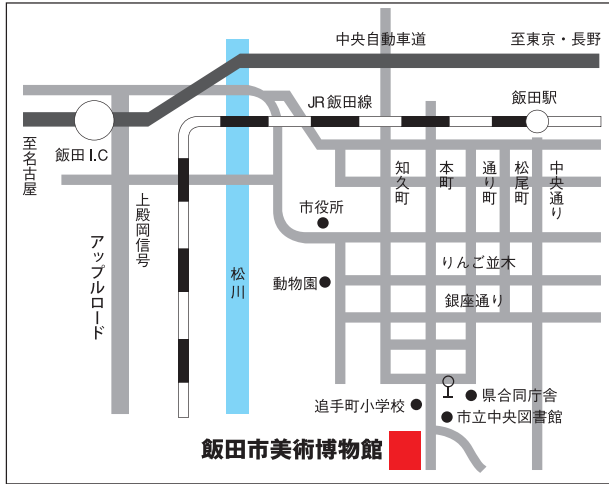 中央自動車道
至東京・長野
JR飯田線
飯田駅
飯田I.C
至名古屋
上殿岡信号
アップルロード
松川
市役所
動物園
知久町
本町
通り町
松尾町
中央通り
りんご並木
銀座通り
追手町小学校
県合同庁舎
市立中央図書館
飯田市美術博物館